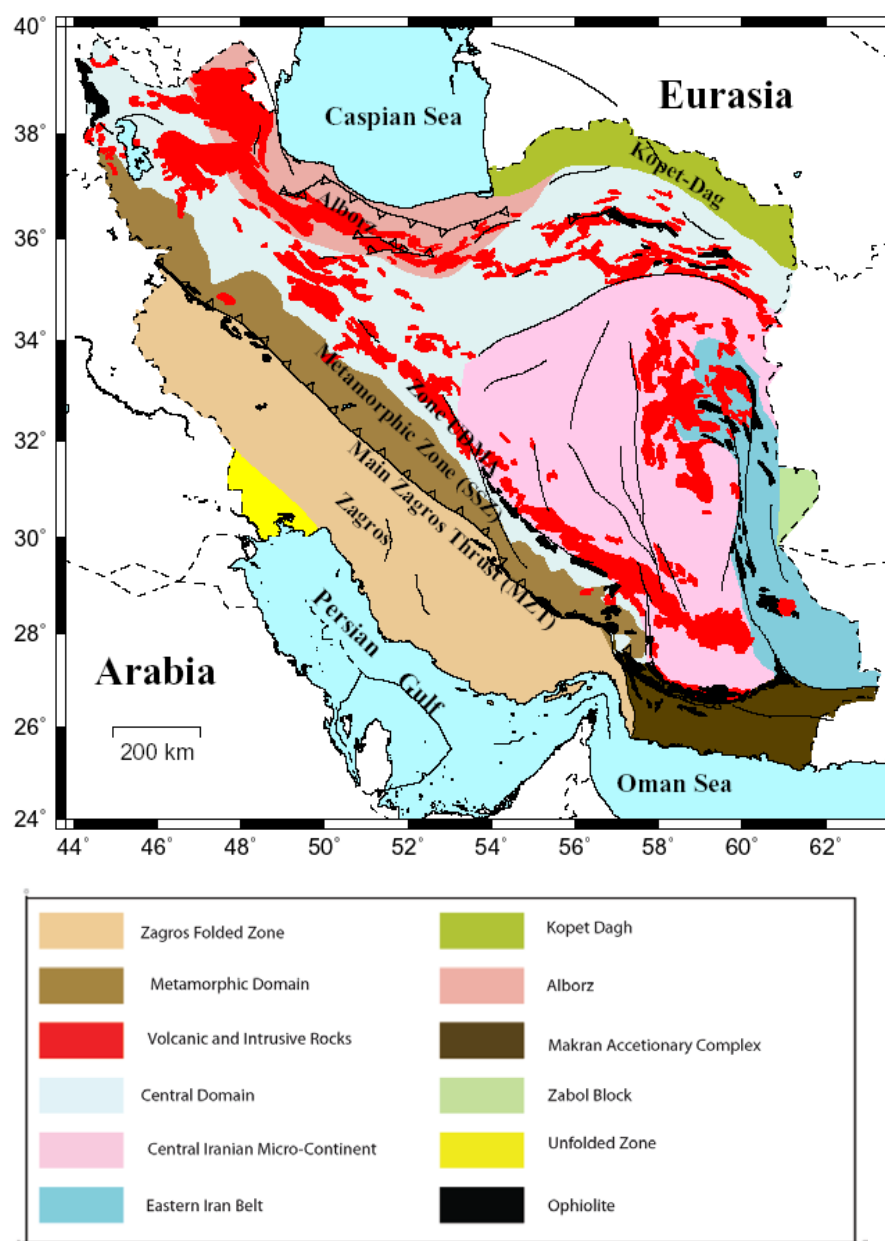 40°
38°
36°
34°
32°
30°
28°
26°
24°
44°
46°
48°
50°
52°
54°
56°
58°
60°
62°
Caspian Sea
Eurasia
Kopet-Dag
Alborz
Metamorphic Zone (SSZ)
Zone UDMA
Main Zagros Thrust (MZT)
Zagros
Persian
Gulf
Arabia
200 km
Oman Sea
Zagros Folded Zone
Metamorphic Domain
Volcanic and Intrusive Rocks
Central Domain
Central Iranian Micro-Continent
Eastern Iran Belt
Kopet Dagh
Alborz
Makran Accetionary Complex
Zabol Block
Unfolded Zone
Ophiolite